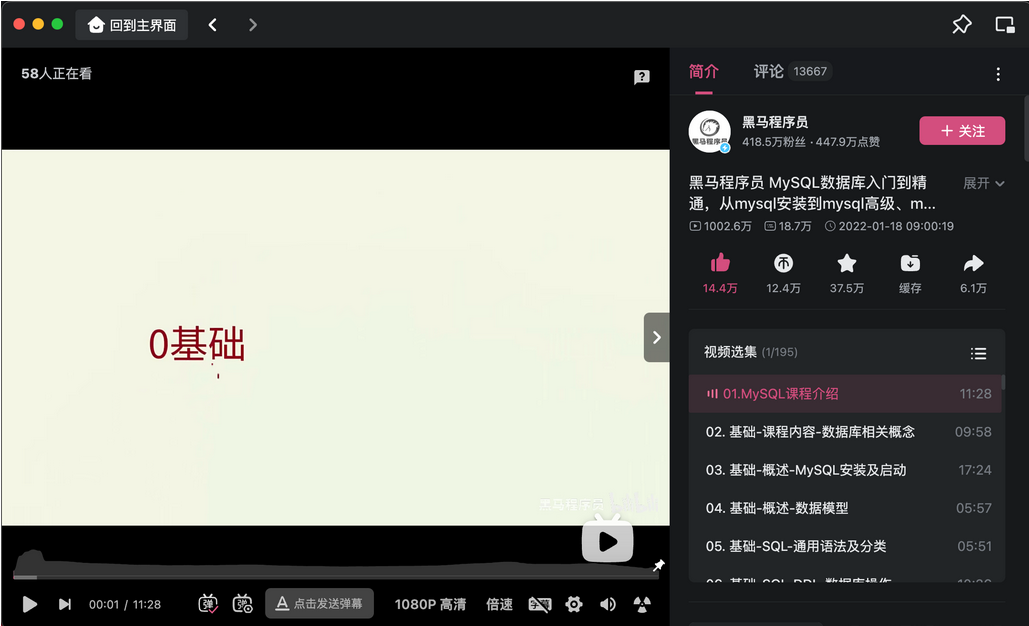 回到主界面
58人正在看
0基础
黑马程序员
00:01 / 11:28
弹
弹
A 点击发送弹幕
1080P 高清
倍速
简介
评论 13667
黑马程序员
418.5万粉丝 · 447.9万点赞
+ 关注
黑马程序员 MySQL数据库入门到精
通，从mysql安装到mysql高级、m...
展开
1002.6万 18.7万 2022-01-18 09:00:19
14.4万 12.4万 37.5万 缓存 6.1万
视频选集 (1/195)
01.MySQL课程介绍 11:28
02. 基础-课程内容-数据库相关概念 09:58
03. 基础-概述-MySQL安装及启动 17:24
04. 基础-概述-数据模型 05:57
05. 基础-SQL-通用语法及分类 05:51